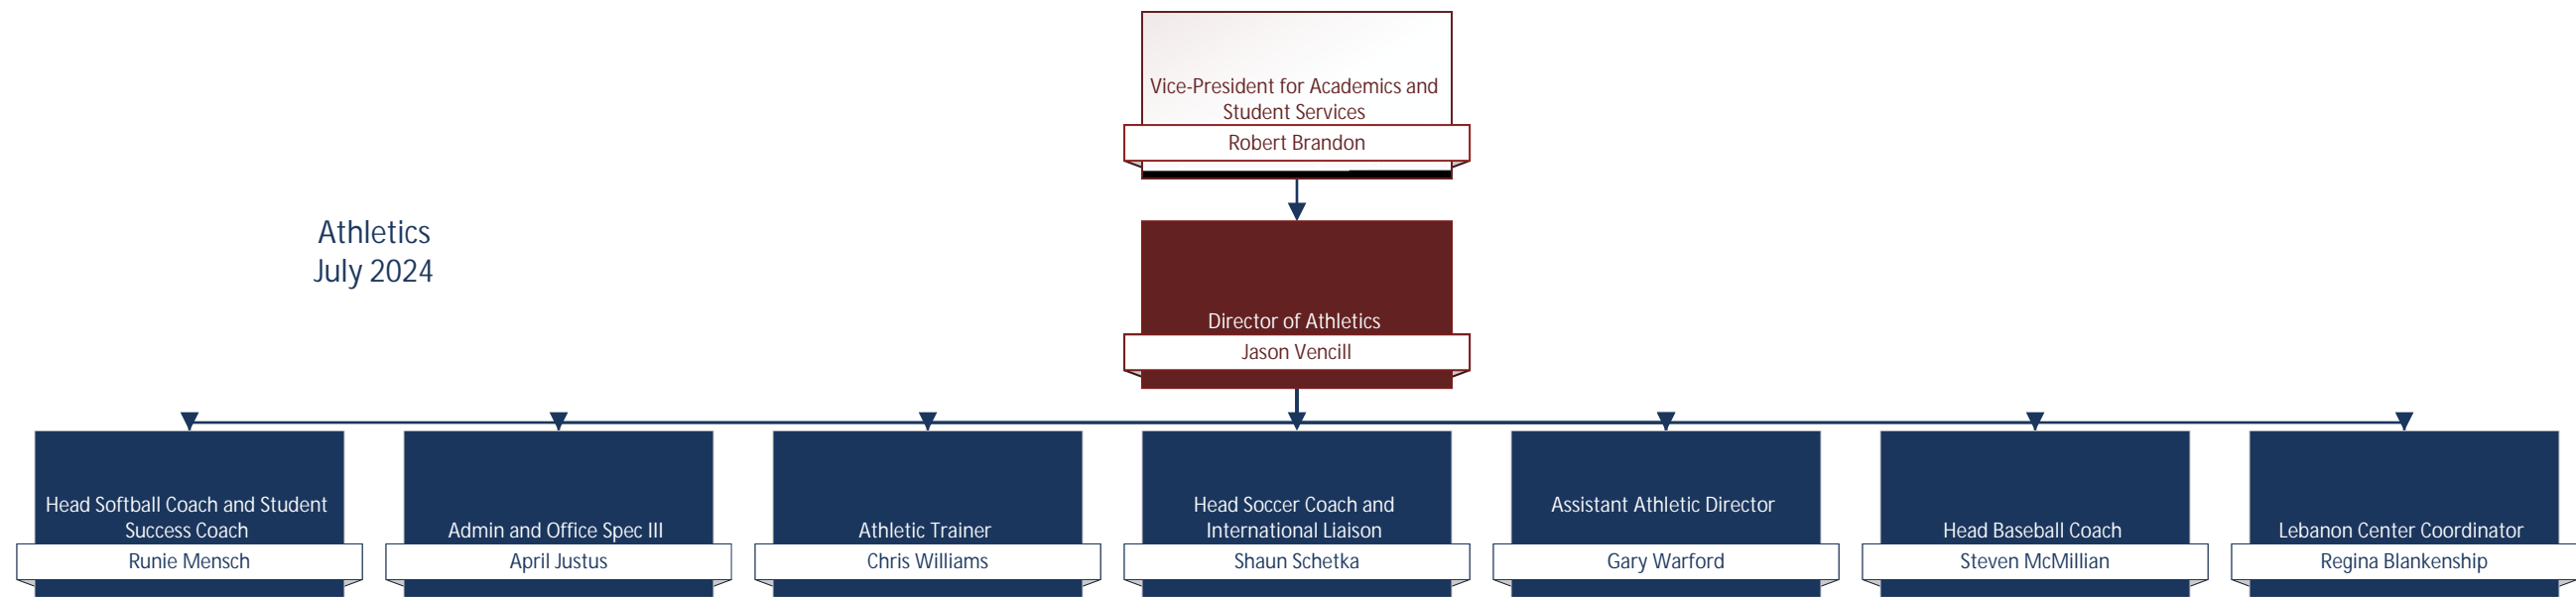 Vice-President for Academics and
Student Services
Robert Brandon
Athletics
July 2024
Director of Athletics
Jason Vencill
Head Softball Coach and Student
Success Coach
Runie Mensch
Admin and Office Spec III
April Justus
Athletic Trainer
Chris Williams
Head Soccer Coach and
International Liaison
Shaun Schetka
Assistant Athletic Director
Gary Warford
Head Baseball Coach
Steven McMillian
Lebanon Center Coordinator
Regina Blankenship